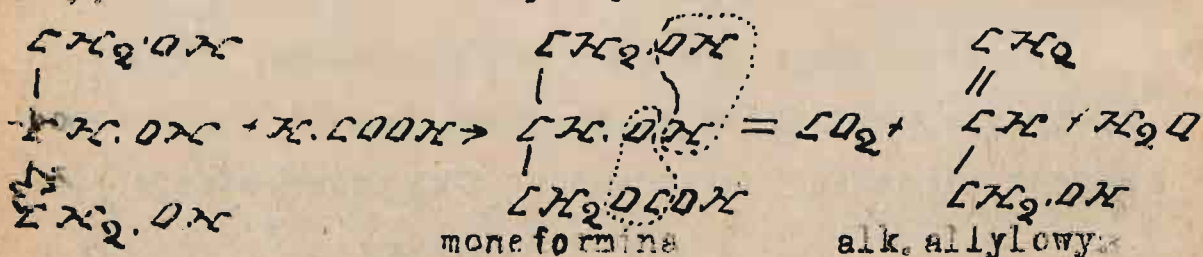 CH2.OH CH2.OH CH2
CH.OH + H.COOH → CH.OH = CO2 + CH + H2O
CH2.OH CH2OCOH CH2.OH
moneformina alk. allylowy